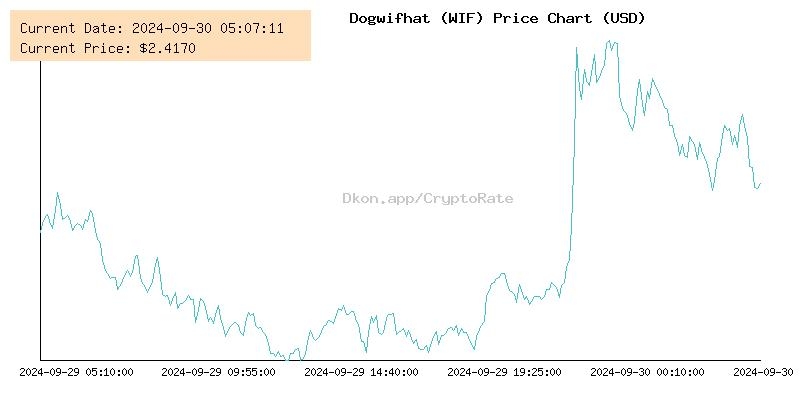 Dogwifhat (WIF) Price Chart (USD)
Current Date: 2024-09-30 05:07:11
Current Price: $2.4170
Dkon.app/CryptoRate
2024-09-29 05:10:00 2024-09-29 09:55:00 2024-09-29 14:40:00 2024-09-29 19:25:00 2024-09-30 00:10:00 2024-09-30